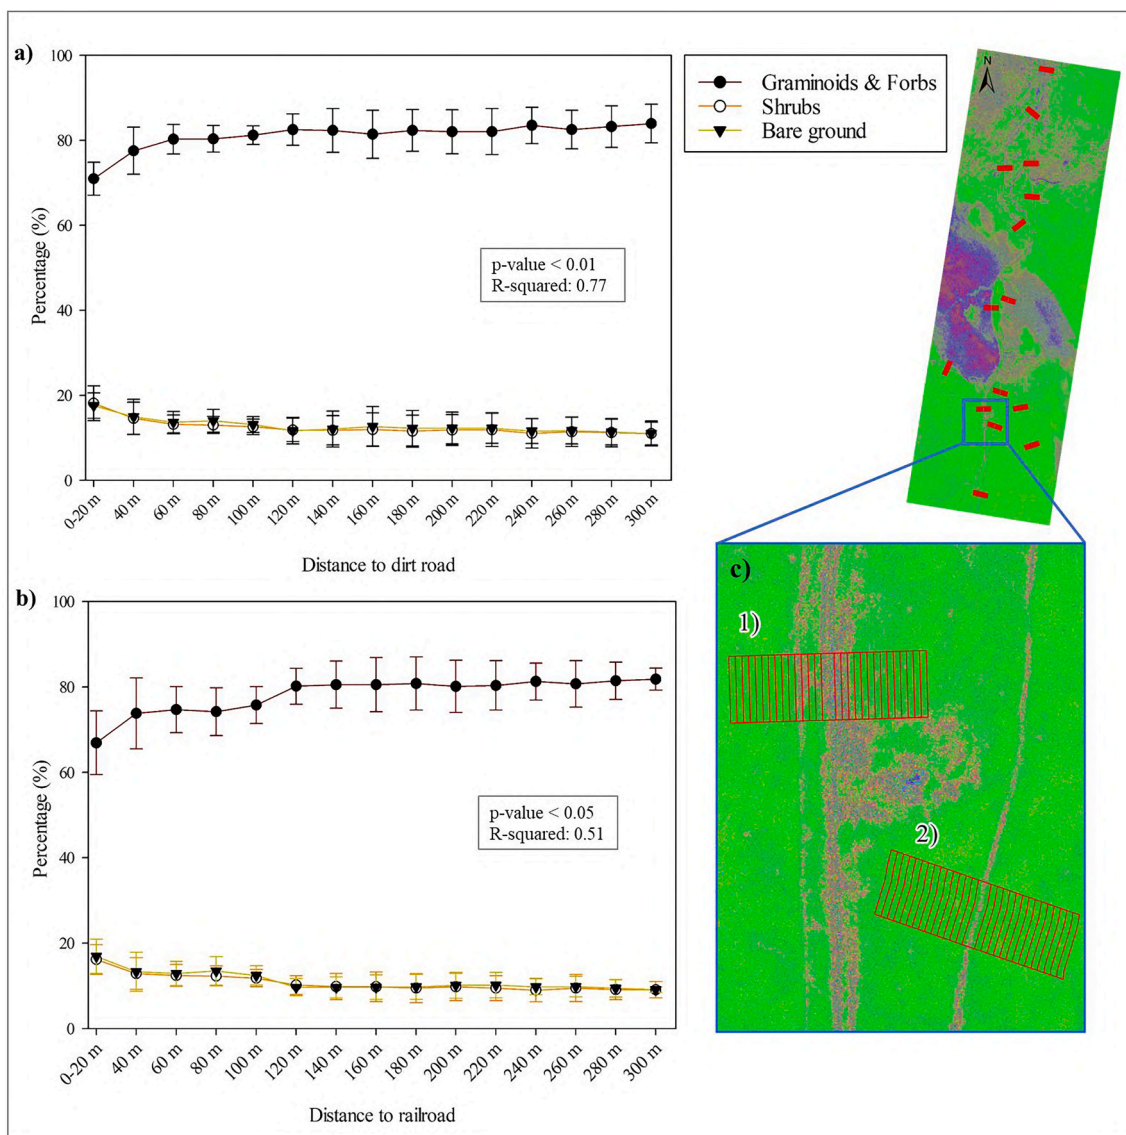 a)
100
80
60
40
20
0
Percentage (%)
p-value < 0.01
R-squared: 0.77
0-20 m
40 m
60 m
80 m
100 m
120 m
140 m
160 m
180 m
200 m
220 m
240 m
260 m
280 m
300 m
Distance to dirt road
Graminoids & Forbs
Shrubs
Bare ground
N
b)
100
80
60
40
20
0
Percentage (%)
p-value < 0.05
R-squared: 0.51
0-20 m
40 m
60 m
80 m
100 m
120 m
140 m
160 m
180 m
200 m
220 m
240 m
260 m
280 m
300 m
Distance to railroad
c)
1)
2)